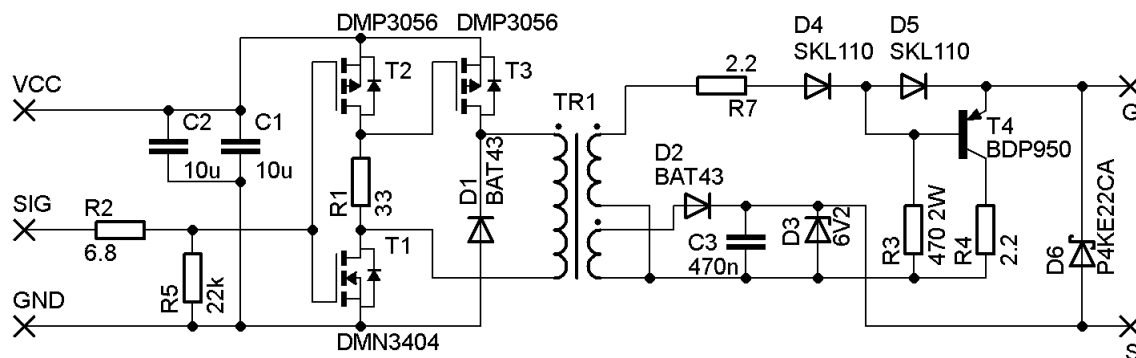 DMP3056 DMP3056
D4 D5
SKL110 SKL110
VCC
T2
T3
2.2
R7
TR1
C2 C1
10u 10u
G
T4
BDP950
D1
BAT43
D2
BAT43
SIG
R2
6.8
R1
33
T1
C3
470n
D3
6V2
R3
470 2W
R4
2.2
D6
P4KE22CA
GND
R5
22k
DMN3404
S